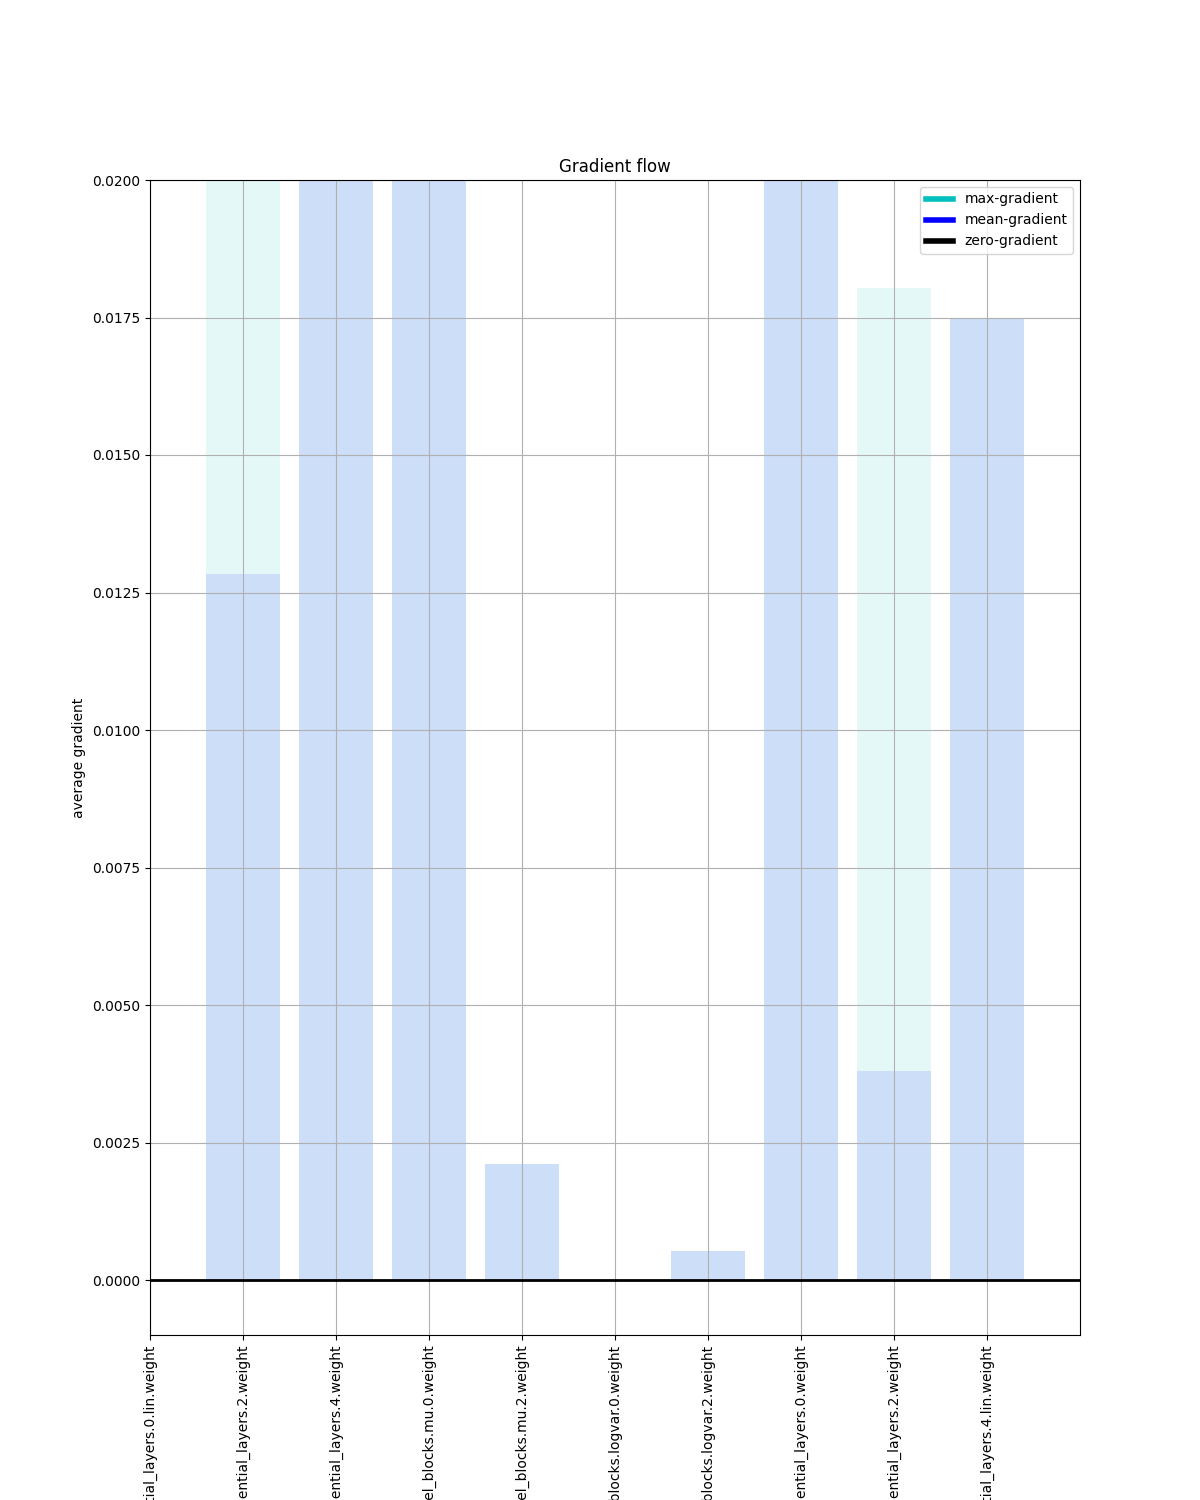 Gradient flow
max-gradient
mean-gradient
zero-gradient
0.0200
0.0175
0.0150
0.0125
0.0100
0.0075
0.0050
0.0025
0.0000
average gradient
tial_layers.0.lin.weight
ential_layers.2.weight
ential_layers.4.weight
el_blocks.mu.0.weight
el_blocks.mu.2.weight
blocks.logvar.0.weight
blocks.logvar.2.weight
ential_layers.0.weight
ential_layers.2.weight
tial_layers.4.lin.weight